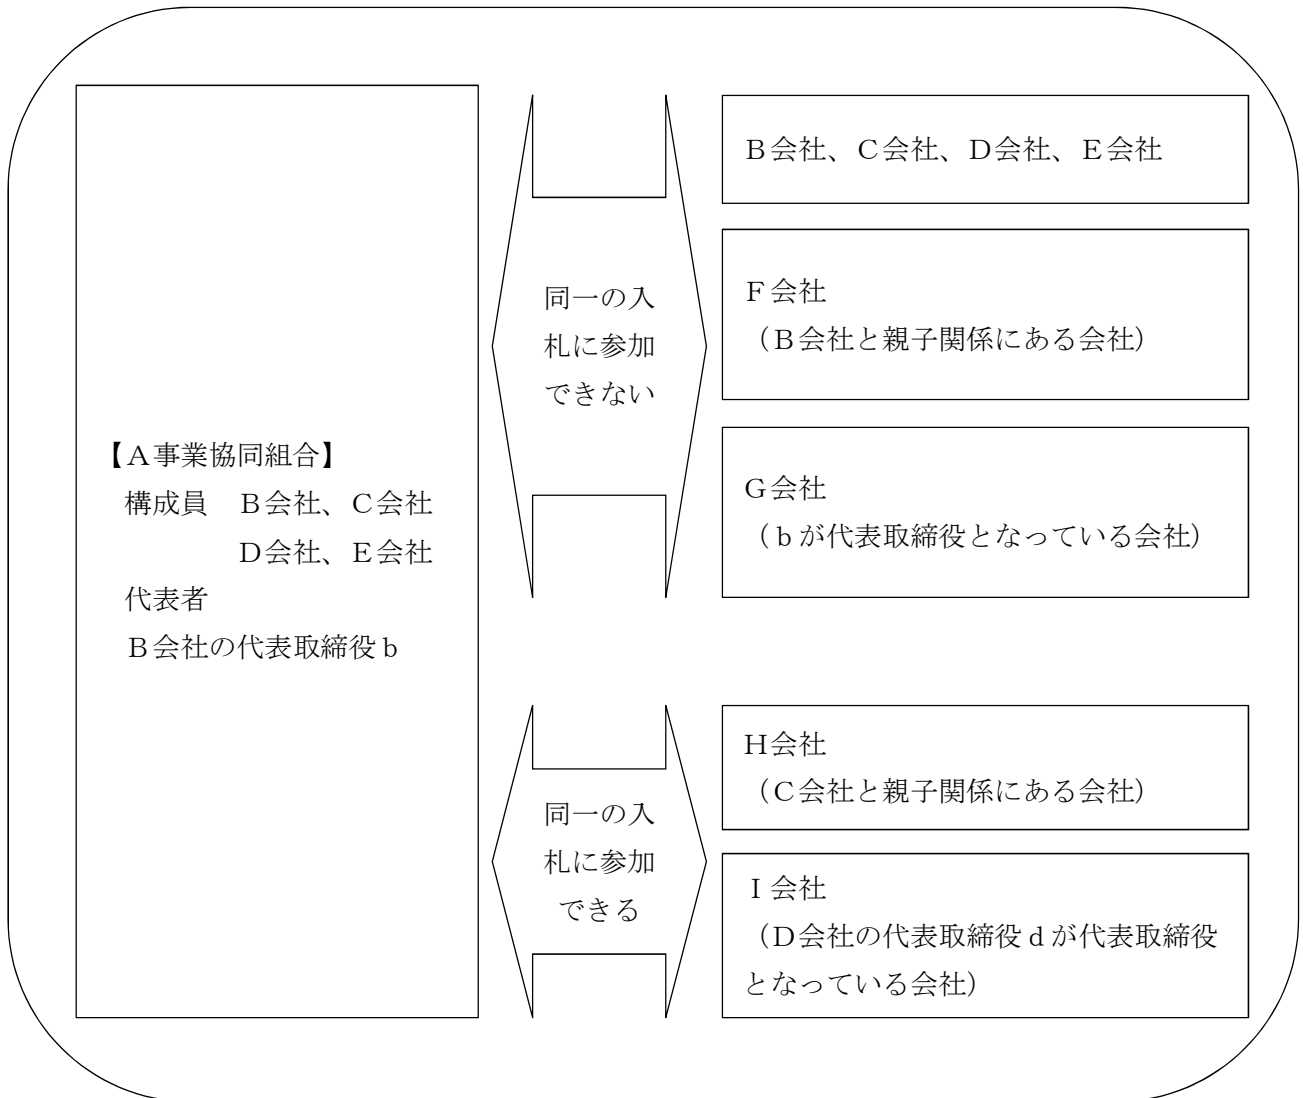 【A事業協同組合】
構成員　B会社、C会社
D会社、E会社
代表者
B会社の代表取締役b
同一の入
札に参加
できない
B会社、C会社、D会社、E会社
F会社
（B会社と親子関係にある会社）
G会社
（bが代表取締役となっている会社）
同一の入
札に参加
できる
H会社
（C会社と親子関係にある会社）
I会社
（D会社の代表取締役dが代表取締役
となっている会社）